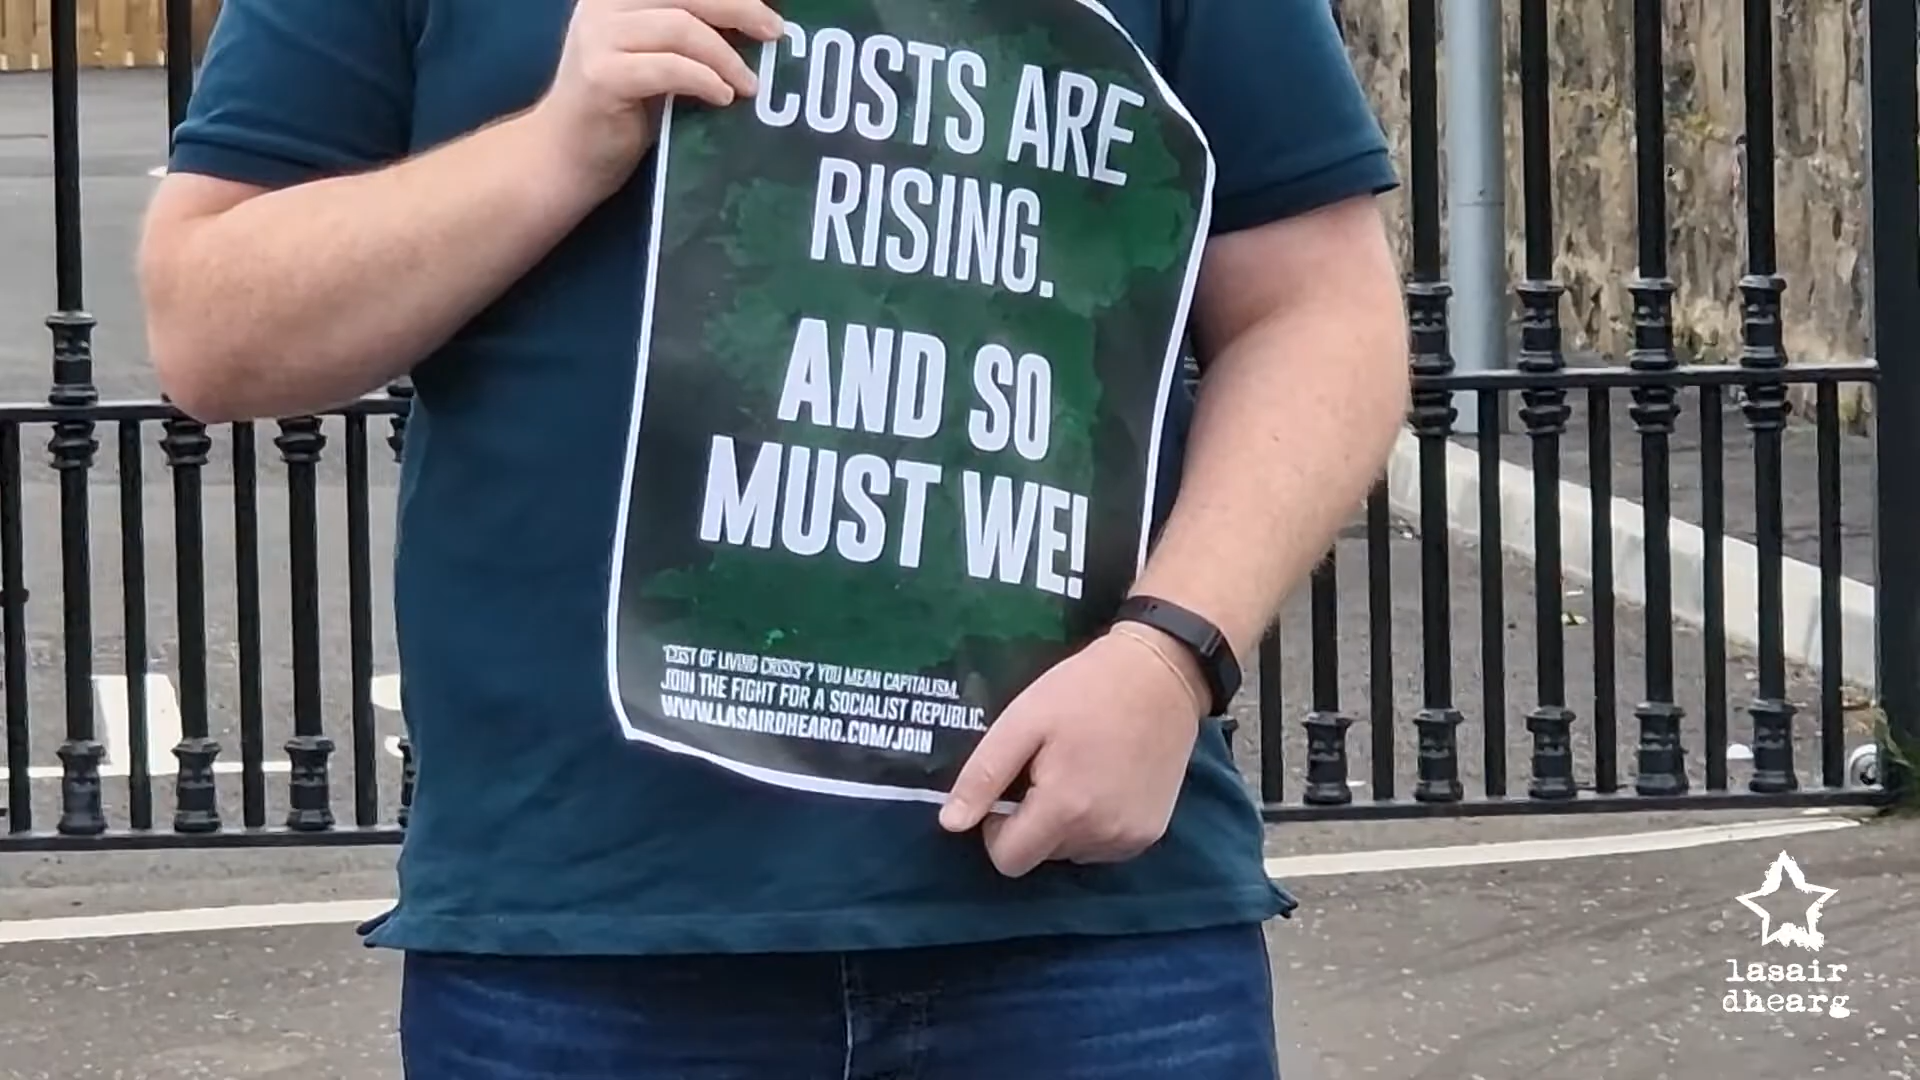 COSTS ARE
RISING.
AND SO
MUST WE!
"COST OF LIVING CRISIS"? YOU MEAN CAPITALISM.
JOIN THE FIGHT FOR A SOCIALIST REPUBLIC.
WWW.LASAIRDHEARG.COM/JOIN
lasair
dhearg